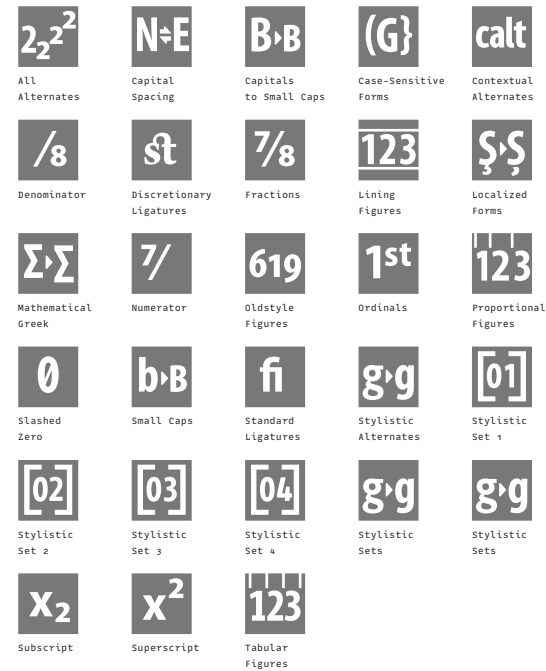 2₂2²
N⇌E
B▸B
(G}
calt
All
Alternates
Capital
Spacing
Capitals
to Small Caps
Case-Sensitive
Forms
Contextual
Alternates
/8
st
7/8
123
Ş▸Ș
Denominator
Discretionary
Ligatures
Fractions
Lining
Figures
Localized
Forms
Σ▸Σ
7/
619
1st
123
Mathematical
Greek
Numerator
Oldstyle
Figures
Ordinals
Proportional
Figures
0
b▸B
fi
g▸g
[01]
Slashed
Zero
Small Caps
Standard
Ligatures
Stylistic
Alternates
Stylistic
Set 1
[02]
[03]
[04]
g▸g
g▸g
Stylistic
Set 2
Stylistic
Set 3
Stylistic
Set 4
Stylistic
Sets
Stylistic
Sets
x₂
x²
123
Subscript
Superscript
Tabular
Figures